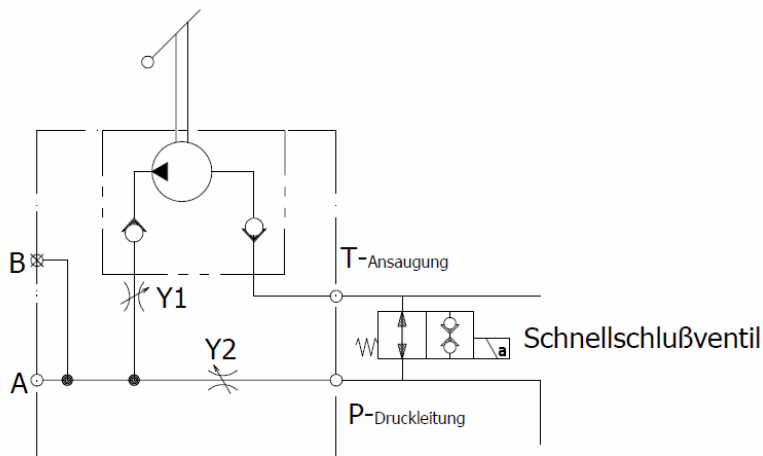 B
T-Ansaugung
Y1
Schnellschlußventil
a
Y2
A
P-Druckleitung